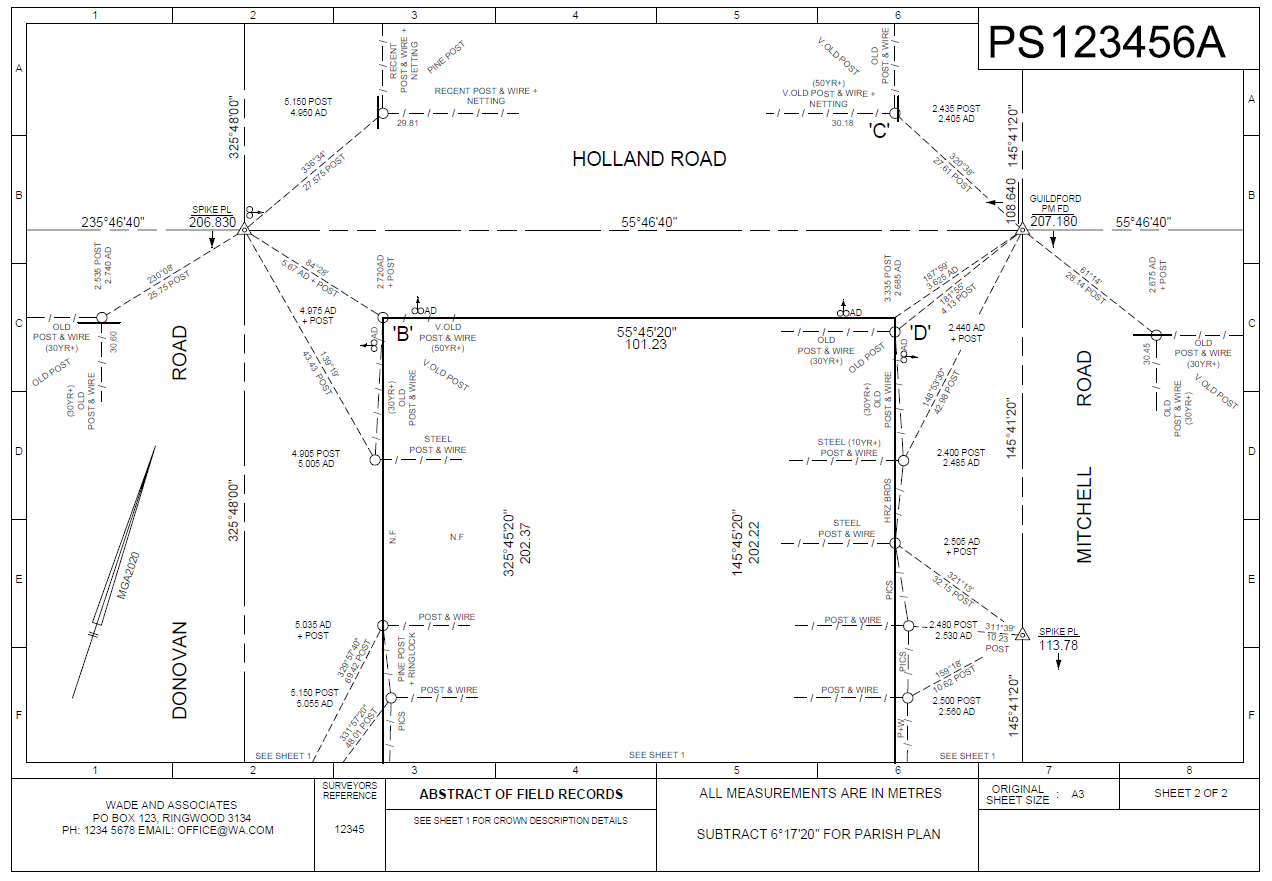 1 2 3 4 5 6
PS123456A
A
RECENT
POST & WIRE +
NETTING
PINE POST
V.OLD POST
OLD
POST & WIRE
A
325°48'00"
5.150 POST
4.950 AD
RECENT POST & WIRE +
NETTING
29.81
(50YR+)
V.OLD POST & WIRE +
NETTING
30.18
'C'
2.435 POST
2.405 AD
145°41'20"
336°34'
27.575 POST
HOLLAND ROAD
320°38'
27.61 POST
B
B
235°46'40"
SPIKE PL
206.830
55°46'40"
108.640
GUILDFORD
PM FD
207.180
55°46'40"
2.535 POST
2.740 AD
230°08'
25.75 POST
84°28'
5.67 AD + POST
2.720AD
+ POST
3.335 POST
2.685 AD
187°59'
3.625 AD
181°55'
4.13 POST
61°14'
28.14 POST
2.675 AD
+ POST
C
OLD
POST & WIRE
(30YR+)
30.60
OLD POST
(30YR+)
OLD
POST & WIRE
ROAD
4.975 AD
+ POST
139°19'
43.43 POST
AD
AD
'B'
V.OLD
POST & WIRE
(50YR+)
V.OLD POST
(30YR+)
OLD
POST & WIRE
55°45'20"
101.23
AD
OLD
POST & WIRE
(30YR+)
OLD POST
'D'
AD
2.440 AD
+ POST
148°53'30"
42.98 POST
(30YR+)
OLD
POST & WIRE
ROAD
30.45
OLD
POST & WIRE
(30YR+)
V.OLD POST
OLD
POST & WIRE
(30YR+)
C
D
4.905 POST
5.005 AD
STEEL
POST & WIRE
STEEL (10YR+)
POST & WIRE
2.400 POST
2.485 AD
145°41'20"
D
325°48'00"
HRZ BRDS
MITCHELL
MGA2020
N.F
N.F
325°45'20"
202.37
145°45'20"
202.22
STEEL
POST & WIRE
2.505 AD
+ POST
321°13'
32.15 POST
E
E
PICS
5.035 AD
+ POST
POST & WIRE
POST & WIRE
2.480 POST
2.530 AD
311°39'
10.23
POST
SPIKE PL
113.78
DONOVAN
329°57'40"
69.82 POST
PINE POST
+ RINGLOCK
PICS
159°18'
10.62 POST
5.150 POST
5.055 AD
POST & WIRE
POST & WIRE
2.500 POST
2.560 AD
145°41'20"
F
F
331°57'20"
48.01 POST
PICS
P+W
SEE SHEET 1
SEE SHEET 1
SEE SHEET 1
1 2 3 4 5 6 7 8
WADE AND ASSOCIATES
PO BOX 123, RINGWOOD 3134
PH: 1234 5678 EMAIL: OFFICE@WA.COM
SURVEYORS
REFERENCE
12345
ABSTRACT OF FIELD RECORDS
SEE SHEET 1 FOR CROWN DESCRIPTION DETAILS
ALL MEASUREMENTS ARE IN METRES
SUBTRACT 6°17'20" FOR PARISH PLAN
ORIGINAL
SHEET SIZE : A3
SHEET 2 OF 2